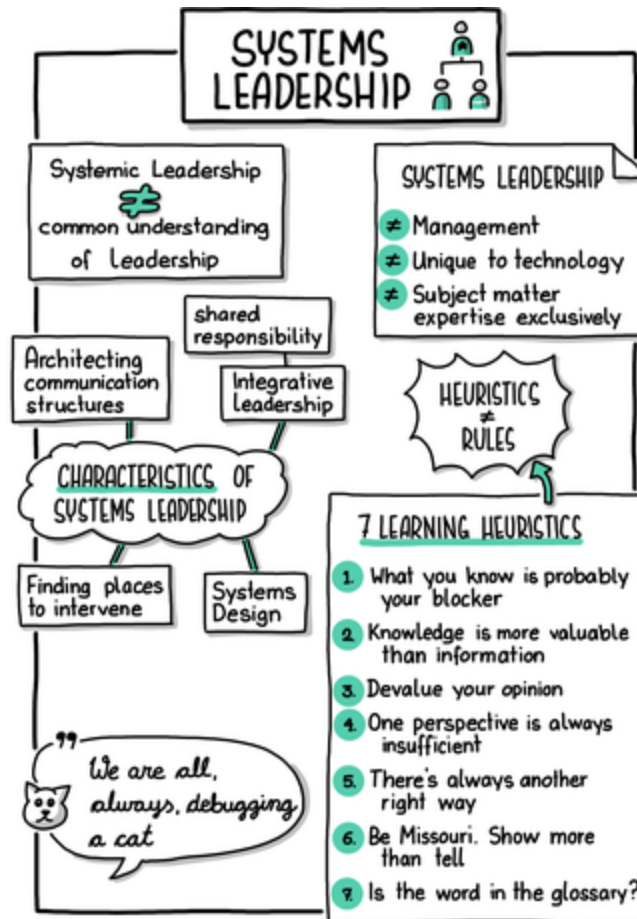 SYSTEMS
LEADERSHIP
Systemic Leadership
≠
common understanding
of Leadership
SYSTEMS LEADERSHIP
≠ Management
≠ Unique to technology
≠ Subject matter
expertise exclusively
shared
responsibility
Architecting
communication
structures
Integrative
leadership
CHARACTERISTICS OF
SYSTEMS LEADERSHIP
Finding places
to intervene
Systems
Design
HEURISTICS
≠
RULES
7 LEARNING HEURISTICS
1. What you know is probably
your blocker
2. Knowledge is more valuable
than information
3. Devalue your opinion
4. One perspective is always
insufficient
5. There's always another
right way
6. Be Missouri. Show more
than tell
7. Is the word in the glossary?
"
We are all,
always, debugging
a cat